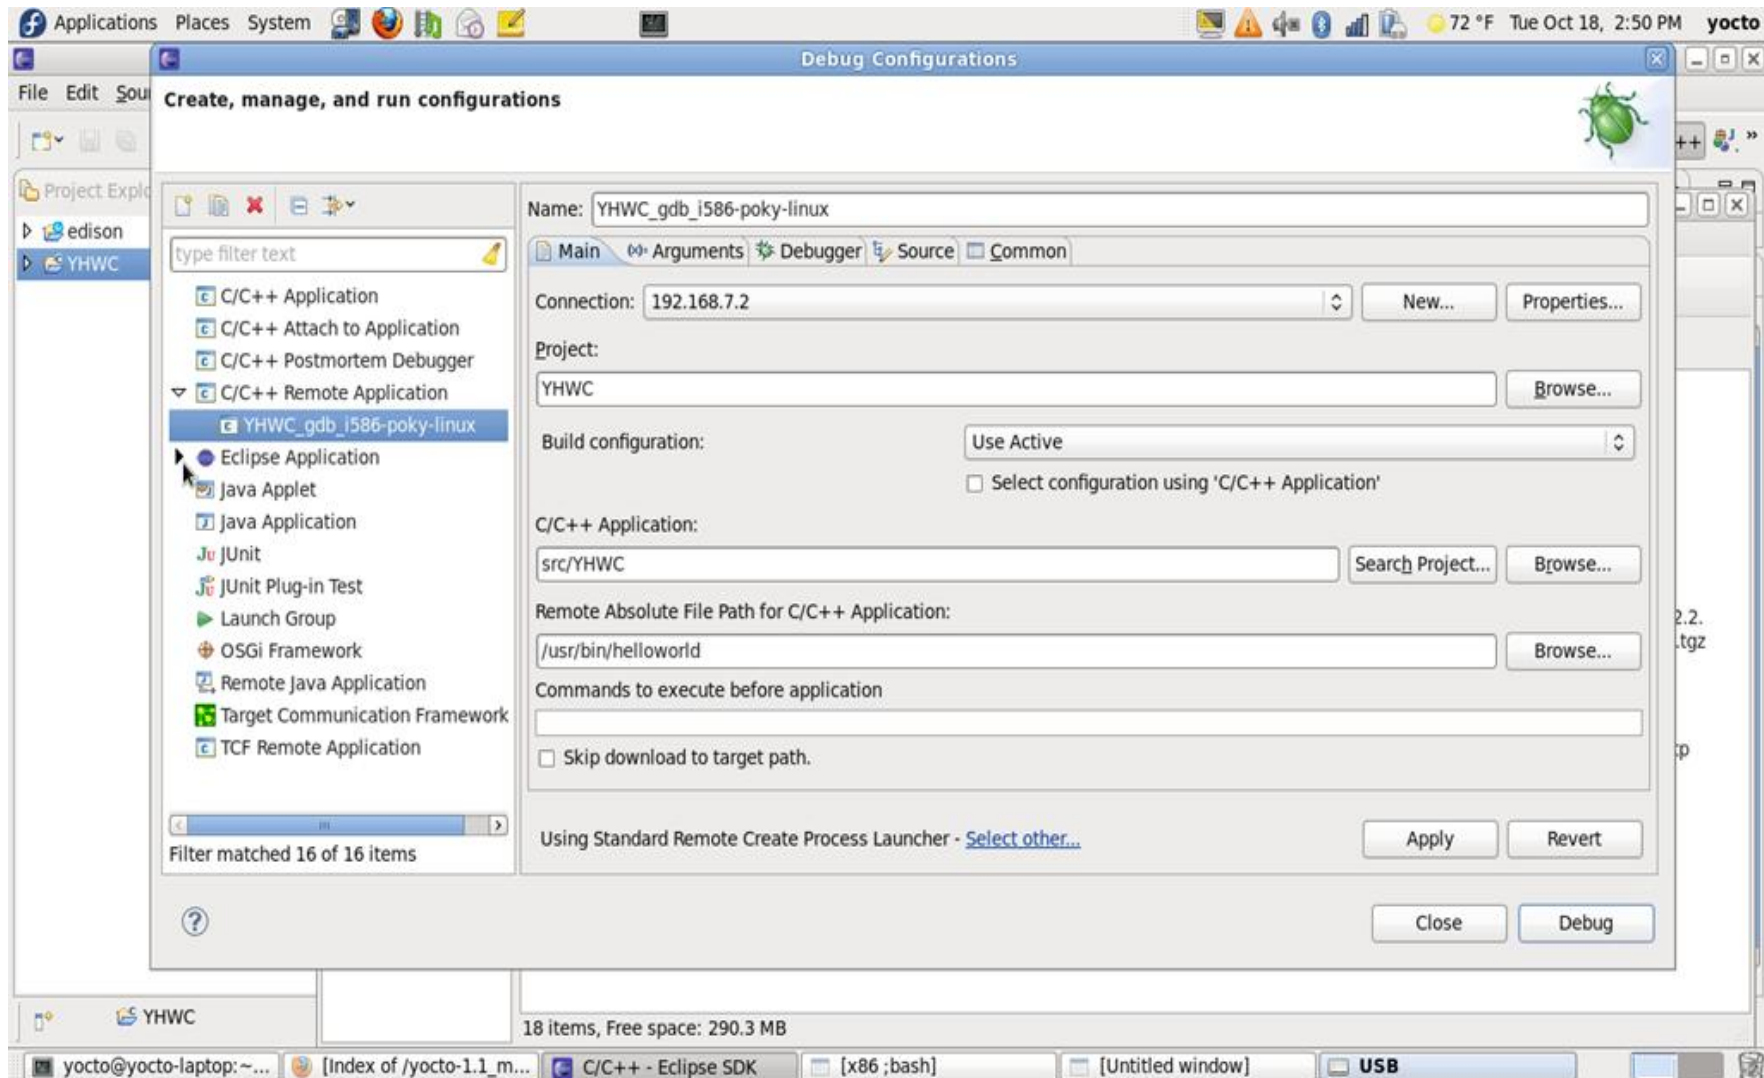 Applications Places System 72 °F Tue Oct 18, 2:50 PM yocto
Debug Configurations
File Edit Sou
Create, manage, and run configurations
++ »
Project Explo
edison
YHWC
type filter text
C/C++ Application
C/C++ Attach to Application
C/C++ Postmortem Debugger
C/C++ Remote Application
YHWC_gdb_i586-poky-linux
Eclipse Application
Java Applet
Java Application
Ju JUnit
JUnit Plug-in Test
Launch Group
OSGi Framework
Remote Java Application
Target Communication Framework
TCF Remote Application
Filter matched 16 of 16 items
Name: YHWC_gdb_i586-poky-linux
Main Arguments Debugger Source Common
Connection: 192.168.7.2 New... Properties...
Project:
YHWC Browse...
Build configuration: Use Active
Select configuration using 'C/C++ Application'
C/C++ Application:
src/YHWC Search Project... Browse...
Remote Absolute File Path for C/C++ Application:
/usr/bin/helloworld Browse...
Commands to execute before application
Skip download to target path.
Using Standard Remote Create Process Launcher - Select other... Apply Revert
Close Debug
2.2.
.tgz
YHWC
18 items, Free space: 290.3 MB
yocto@yocto-laptop:~... [Index of /yocto-1.1_m... C/C++ - Eclipse SDK [x86 ;bash] [Untitled window] USB